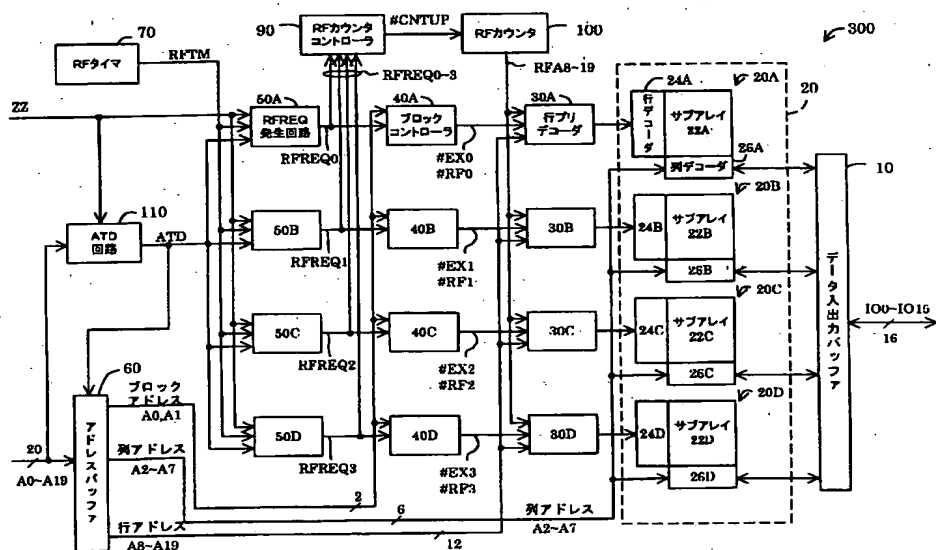 #CNTUP
90
RFカウンタ
コントローラ
RFカウンタ
100
300
70
RFタイマ
RFTM
RFREQ0~3
RFA8~19
ZZ
50A
RFREQ
発生回路
RFREQ0
40A
ブロック
コントローラ
#EX0
#RF0
30A
行プリ
デコーダ
24A
行デコーダ
20A
20
サブアレイ
22A
列デコーダ
26A
10
110
ATD
回路
ATD
50B
RFREQ1
40B
#EX1
#RF1
30B
24B
20B
サブアレイ
22B
26B
データ入出力バッファ
IO0~IO15
16
50C
RFREQ2
40C
#EX2
#RF2
30C
24C
20C
サブアレイ
22C
26C
60
アドレスバッファ
ブロック
アドレス
A0,A1
20
A0~A19
列アドレス
A2~A7
行アドレス
A8~A19
50D
RFREQ3
40D
#EX3
#RF3
30D
24D
20D
サブアレイ
22D
26D
2
6
12
列アドレス
A2~A7